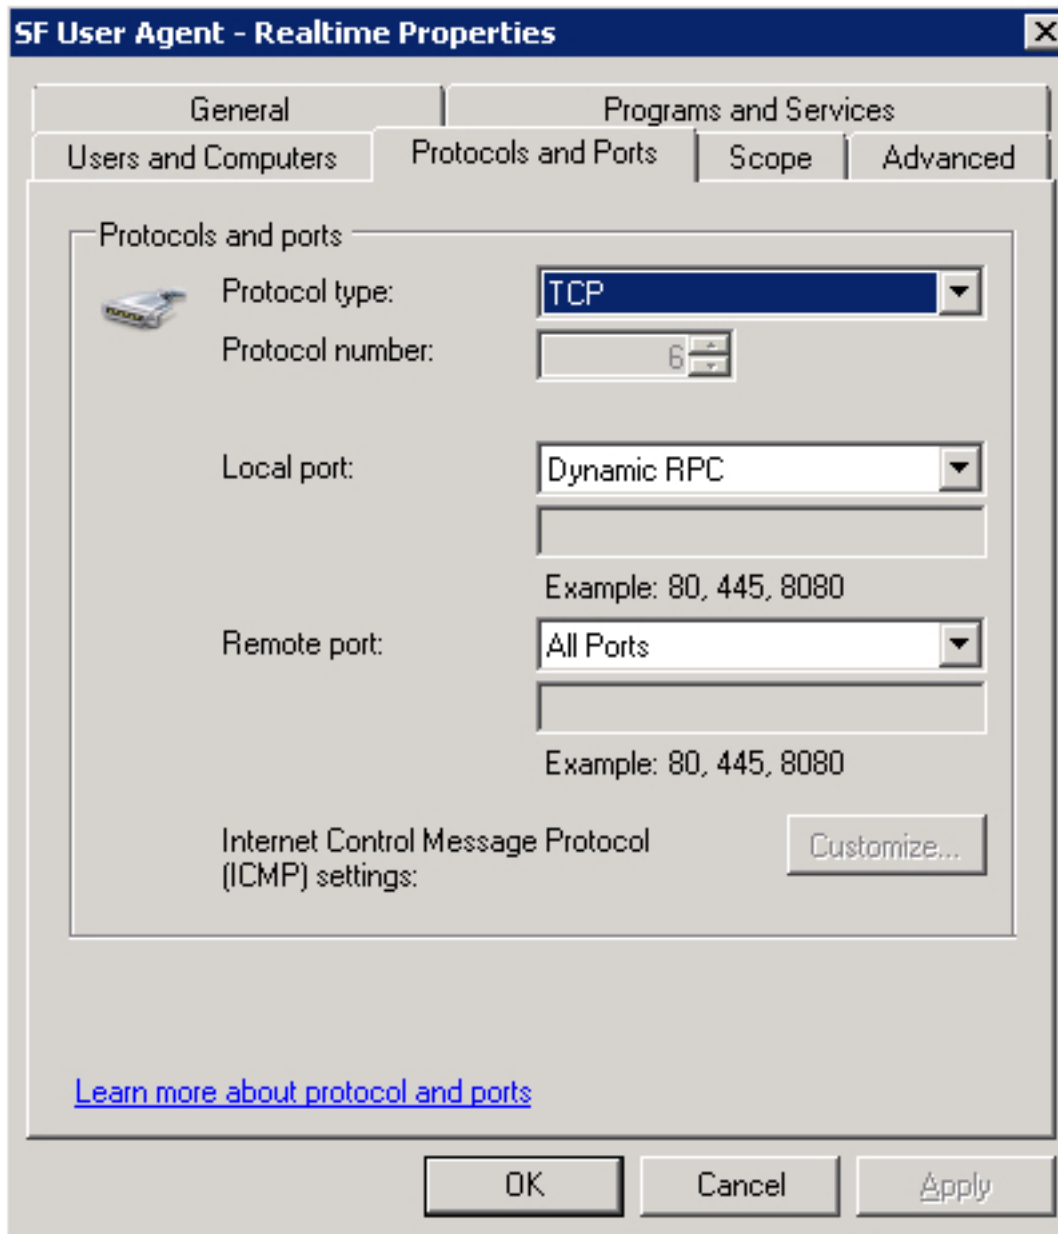 SF User Agent - Realtime Properties
General
Programs and Services
Users and Computers
Protocols and Ports
Scope
Advanced
Protocols and ports
Protocol type:
TCP
Protocol number:
6
Local port:
Dynamic RPC
Example: 80, 445, 8080
Remote port:
All Ports
Example: 80, 445, 8080
Internet Control Message Protocol
(ICMP) settings:
Customize...
Learn more about protocol and ports
OK
Cancel
Apply